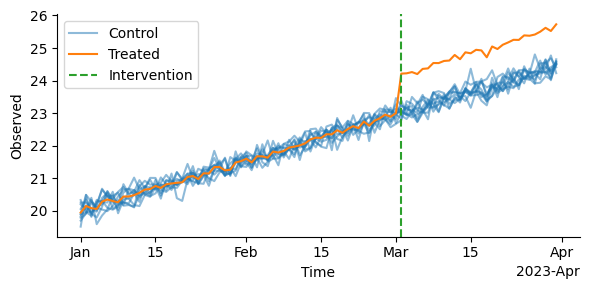 Control
Treated
Intervention
Observed
26
25
24
23
22
21
20
Jan
15
Feb
15
Mar
15
Apr
Time
2023-Apr